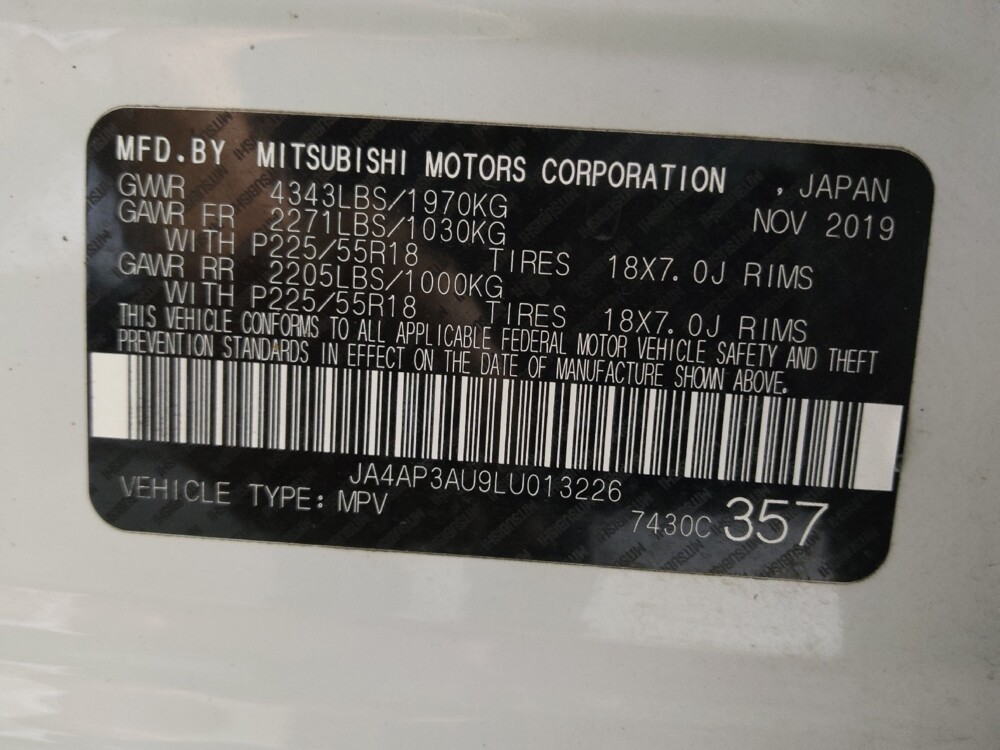 MFD.BY MITSUBISHI MOTORS CORPORATION , JAPAN
NOV 2019
GWWR 4343LBS/1970KG
GAWR FR 2271LBS/1030KG
WITH P225/55R18 TIRES 18X7.0J RIMS
GAWR RR 2205LBS/1000KG
WITH P225/55R18 TIRES 18X7.0J RIMS
THIS VEHICLE CONFORMS TO ALL APPLICABLE FEDERAL MOTOR VEHICLE SAFETY AND THEFT
PREVENTION STANDARDS IN EFFECT ON THE DATE OF MANUFACTURE SHOWN ABOVE.
JA4AP3AU9LU013226
VEHICLE TYPE: MPV
7430C 357